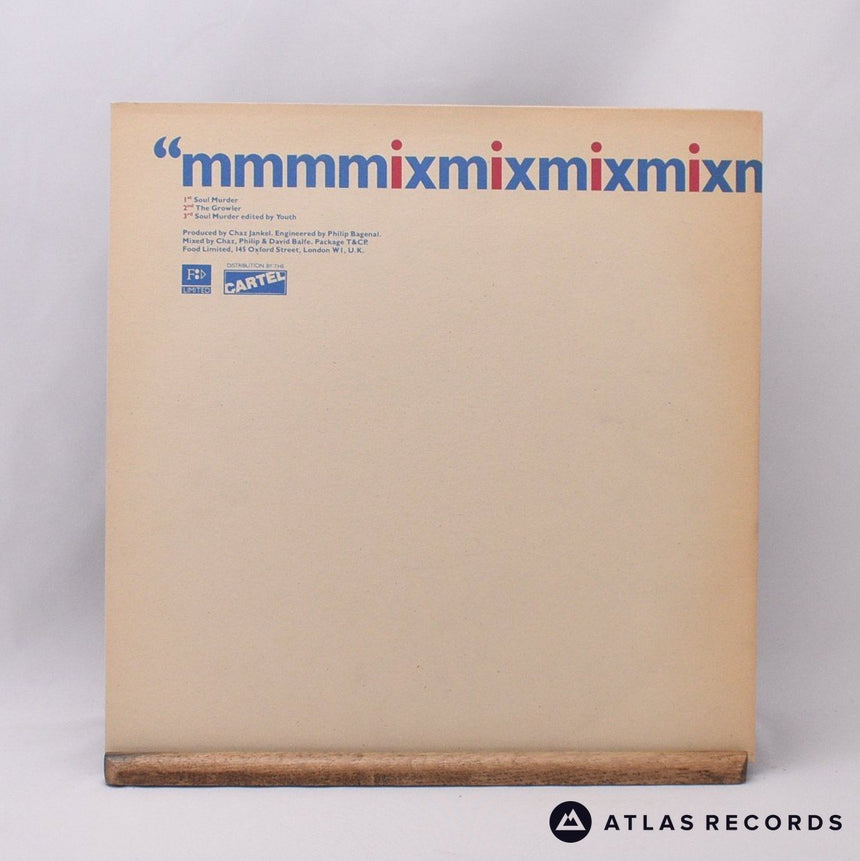 “mmmmixmixmixmixn
1st Soul Murder
2nd The Growler
3rd Soul Murder edited by Youth
Produced by Chaz Jankel. Engineered by Philip Bagenal.
Mixed by Chaz, Philip & David Balfe. Package T&CP.
Food Limited, 145 Oxford Street, London W1, U.K.
DISTRIBUTION BY THE
LIMITED
CARTEL
ATLAS RECORDS